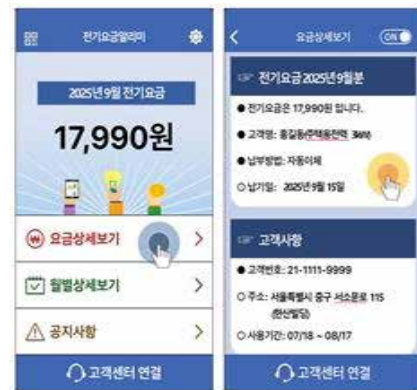 전기요금알리미
2025년 9월 전기요금
17,990원
요금상세보기
월별상세보기
공지사항
고객센터 연결
요금상세보기 ON
전기요금 2025년 9월분
● 전기요금은 17,990원 입니다.
● 고객명: 홍길동(주택용전력 3kW)
● 납부방법: 자동이체
○ 납기일: 2025년 9월 15일
고객사항
● 고객번호: 21-1111-9999
○ 주소: 서울특별시 중구 서소문로 115
(한산빌딩)
○ 사용기간: 07/18 ~ 08/17
고객센터 연결